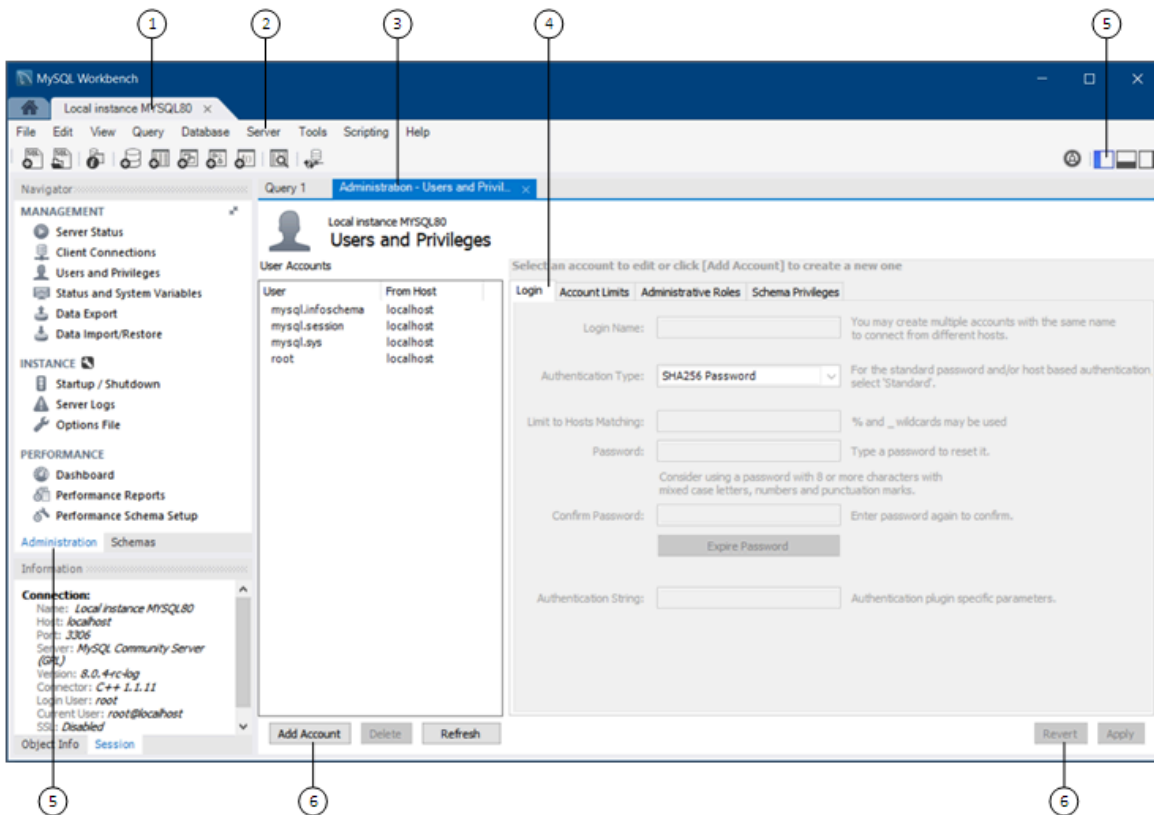 1 2 3 4 5
MySQL Workbench
Local instance MYSQL80
File Edit View Query Database Server Tools Scripting Help
Navigator
MANAGEMENT
Server Status
Client Connections
Users and Privileges
Status and System Variables
Data Export
Data Import/Restore
INSTANCE
Startup / Shutdown
Server Logs
Options File
PERFORMANCE
Dashboard
Performance Reports
Performance Schema Setup
Administration Schemas
Information
Connection:
Name: Local instance MYSQL80
Host: localhost
Port: 3306
Server: MySQL Community Server
(GPL)
Version: 8.0.4-rc-log
Connector: C++ 1.1.11
Login User: root
Current User: root@localhost
SSL: Disabled
Object Info Session
Query 1 Administration - Users and Privil..
Local instance MYSQL80
Users and Privileges
User Accounts
User From Host
mysql.infoschema localhost
mysql.session localhost
mysql.sys localhost
root localhost
Add Account Delete Refresh
Select an account to edit or click [Add Account] to create a new one
Login Account Limits Administrative Roles Schema Privileges
Login Name: You may create multiple accounts with the same name
to connect from different hosts.
Authentication Type: SHA256 Password For the standard password and/or host based authentication
select 'Standard'.
Limit to Hosts Matching: % and _ wildcards may be used
Password: Type a password to reset it.
Consider using a password with 8 or more characters with
mixed case letters, numbers and punctuation marks.
Confirm Password: Enter password again to confirm.
Expire Password
Authentication String: Authentication plugin specific parameters.
Revert Apply
5 6 6